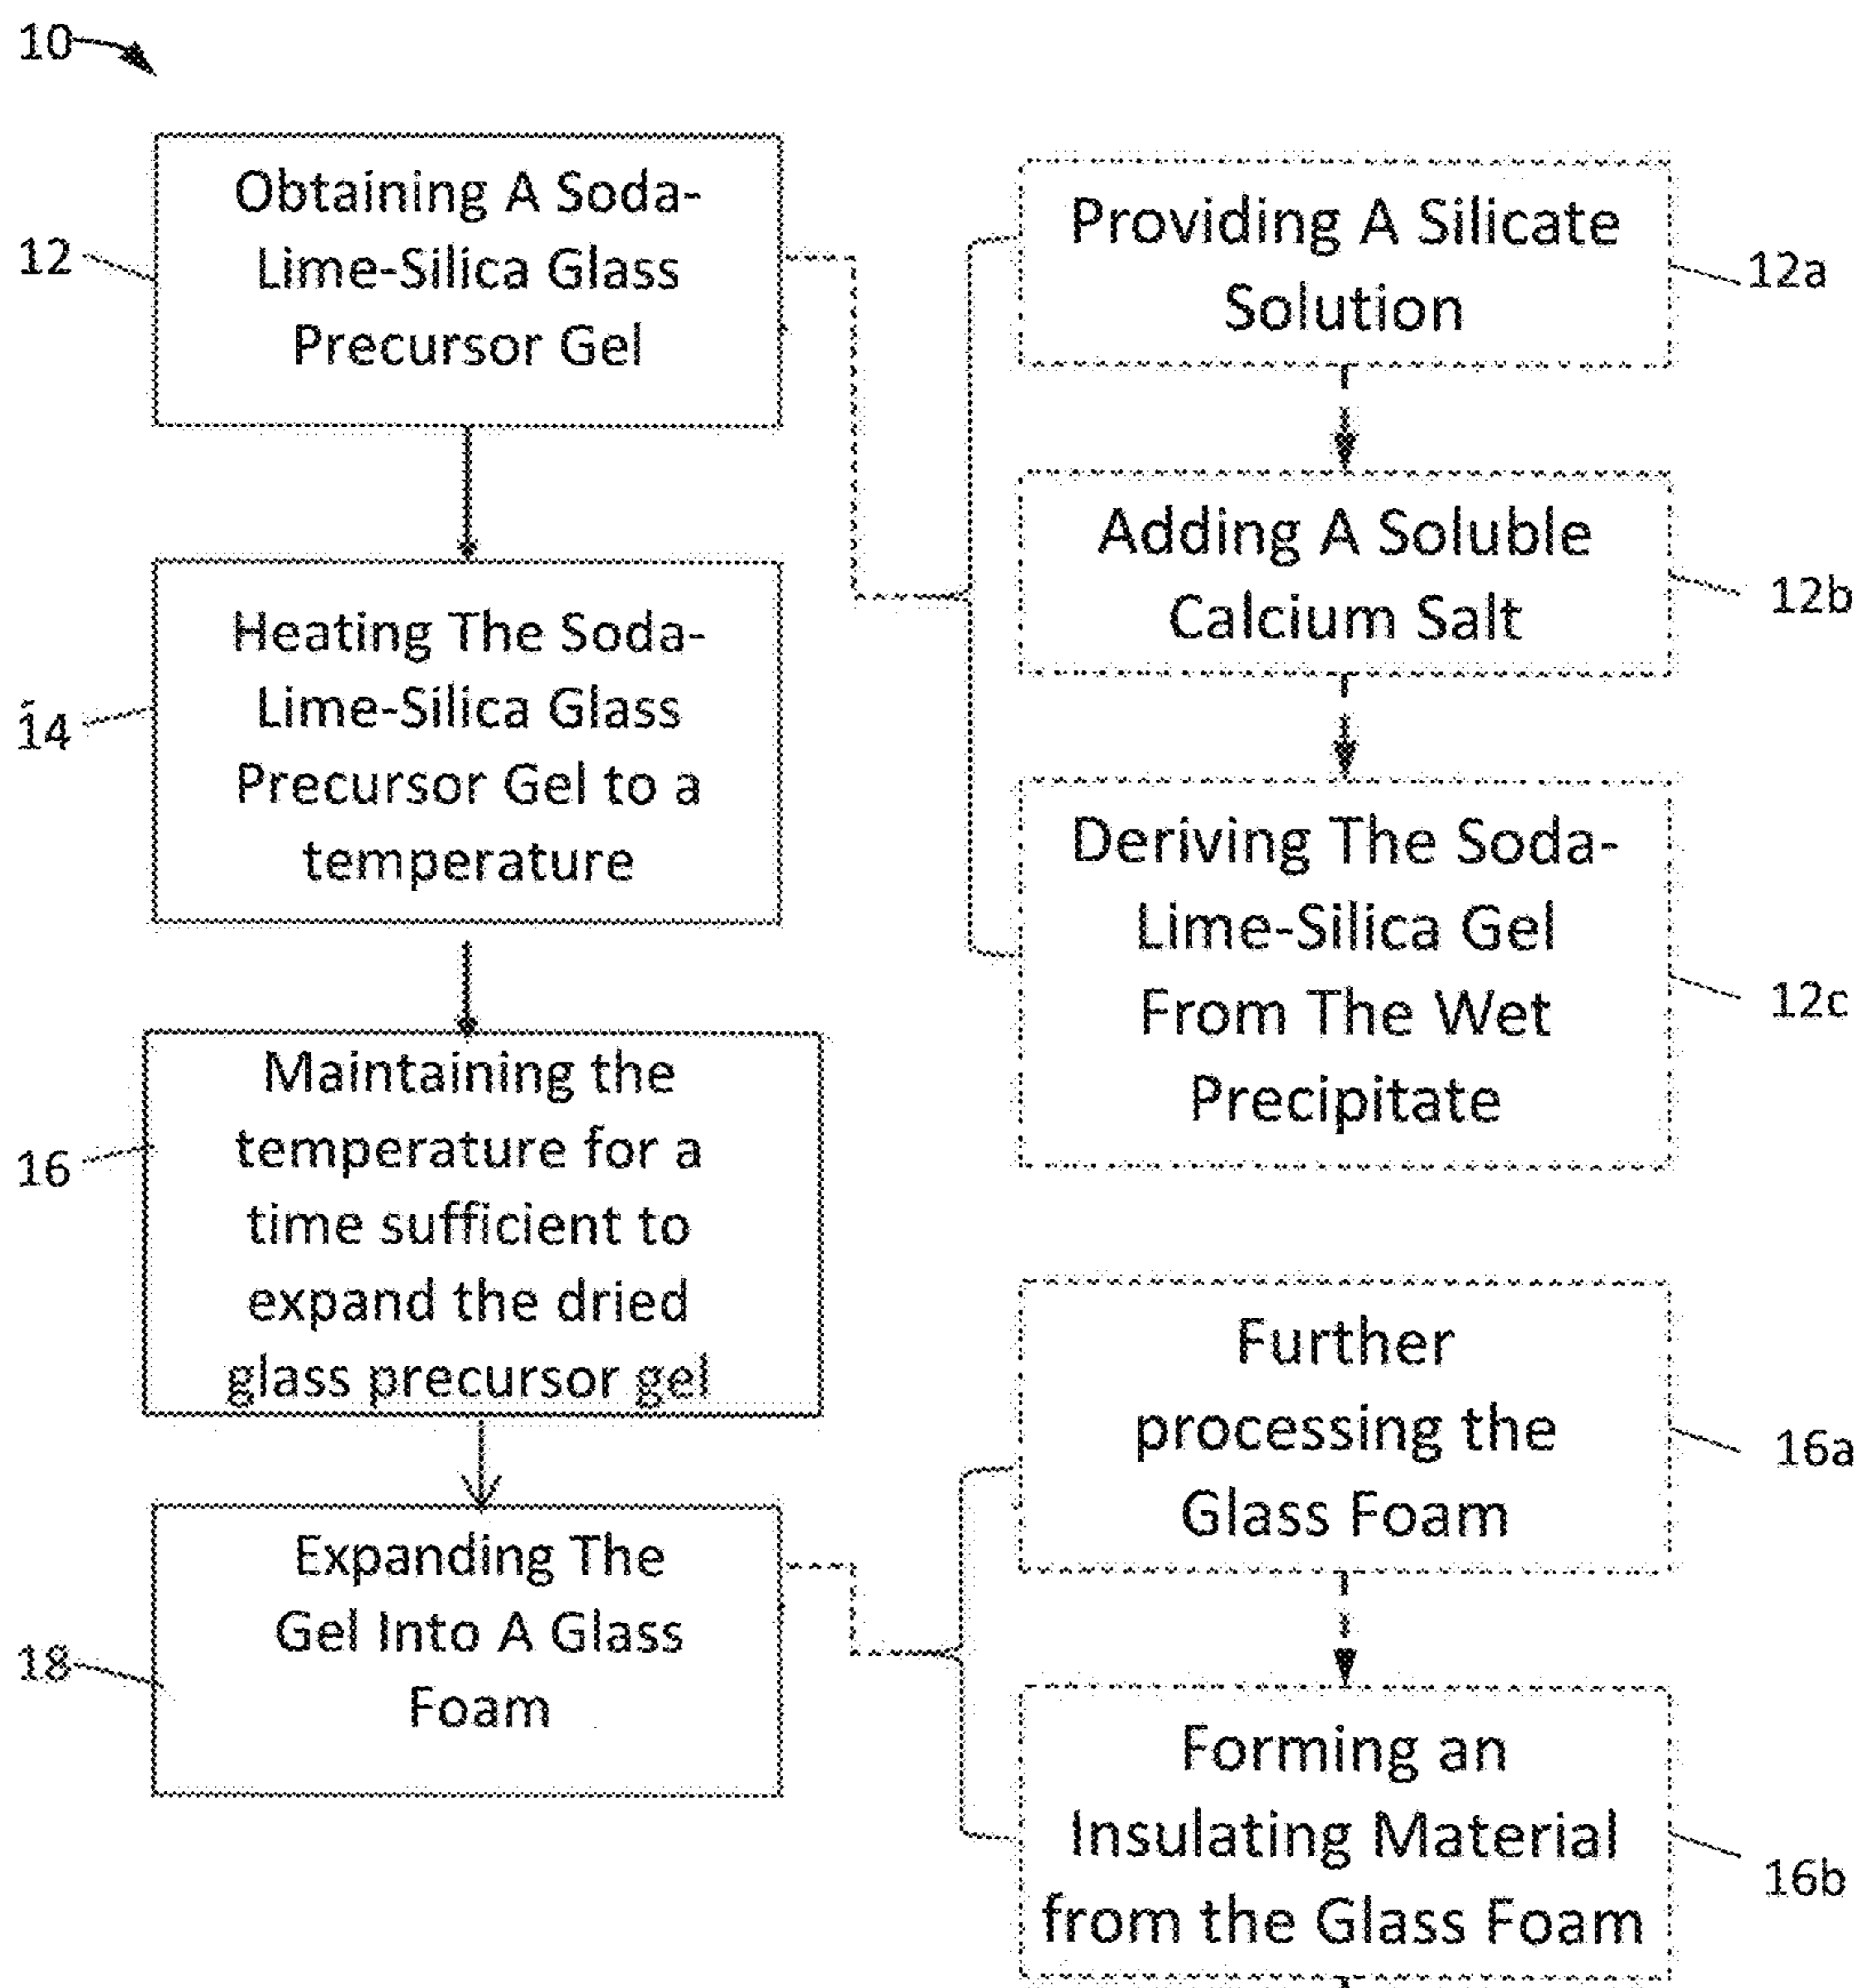 10
12
Obtaining A Soda-
Lime-Silica Glass
Precursor Gel
14
Heating The Soda-
Lime-Silica Glass
Precursor Gel to a
temperature
16
Maintaining the
temperature for a
time sufficient to
expand the dried
glass precursor gel
18
Expanding The
Gel Into A Glass
Foam
Providing A Silicate
Solution
12a
Adding A Soluble
Calcium Salt
12b
Deriving The Soda-
Lime-Silica Gel
From The Wet
Precipitate
12c
Further
processing the
Glass Foam
16a
Forming an
Insulating Material
from the Glass Foam
16b